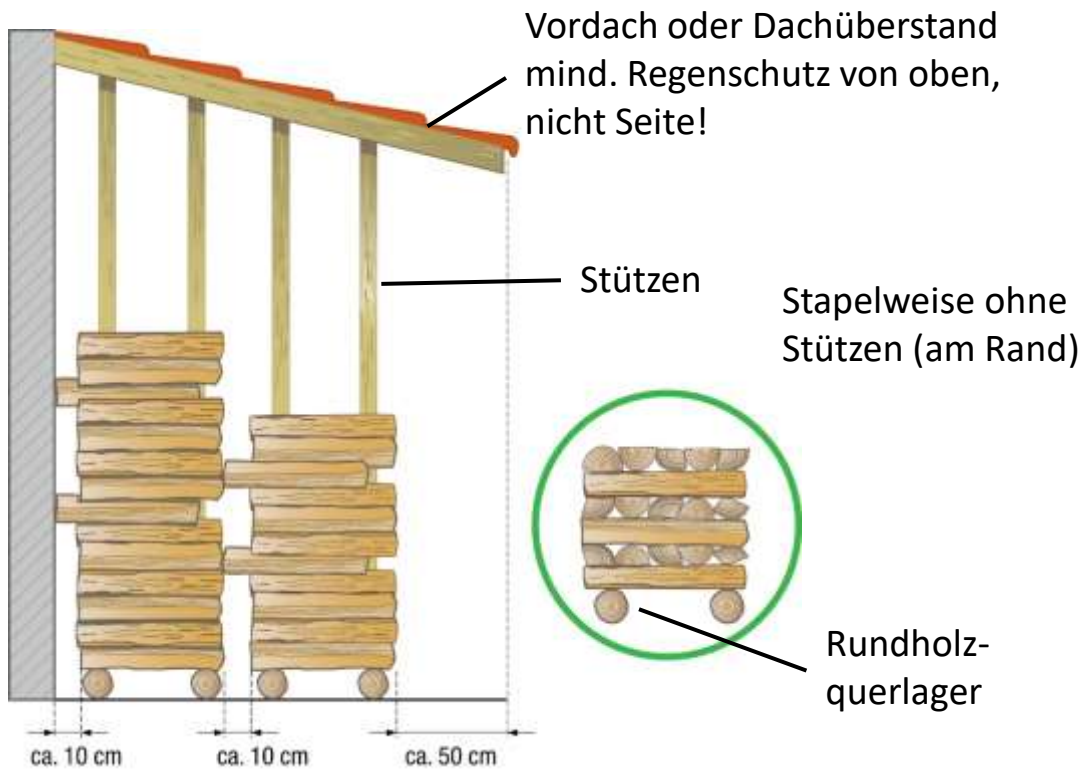 Vordach oder Dachüberstand
mind. Regenschutz von oben,
nicht Seite!
Stützen
Stapelweise ohne
Stützen (am Rand)
Rundholz-
querlager
ca. 10 cm
ca. 10 cm
ca. 50 cm